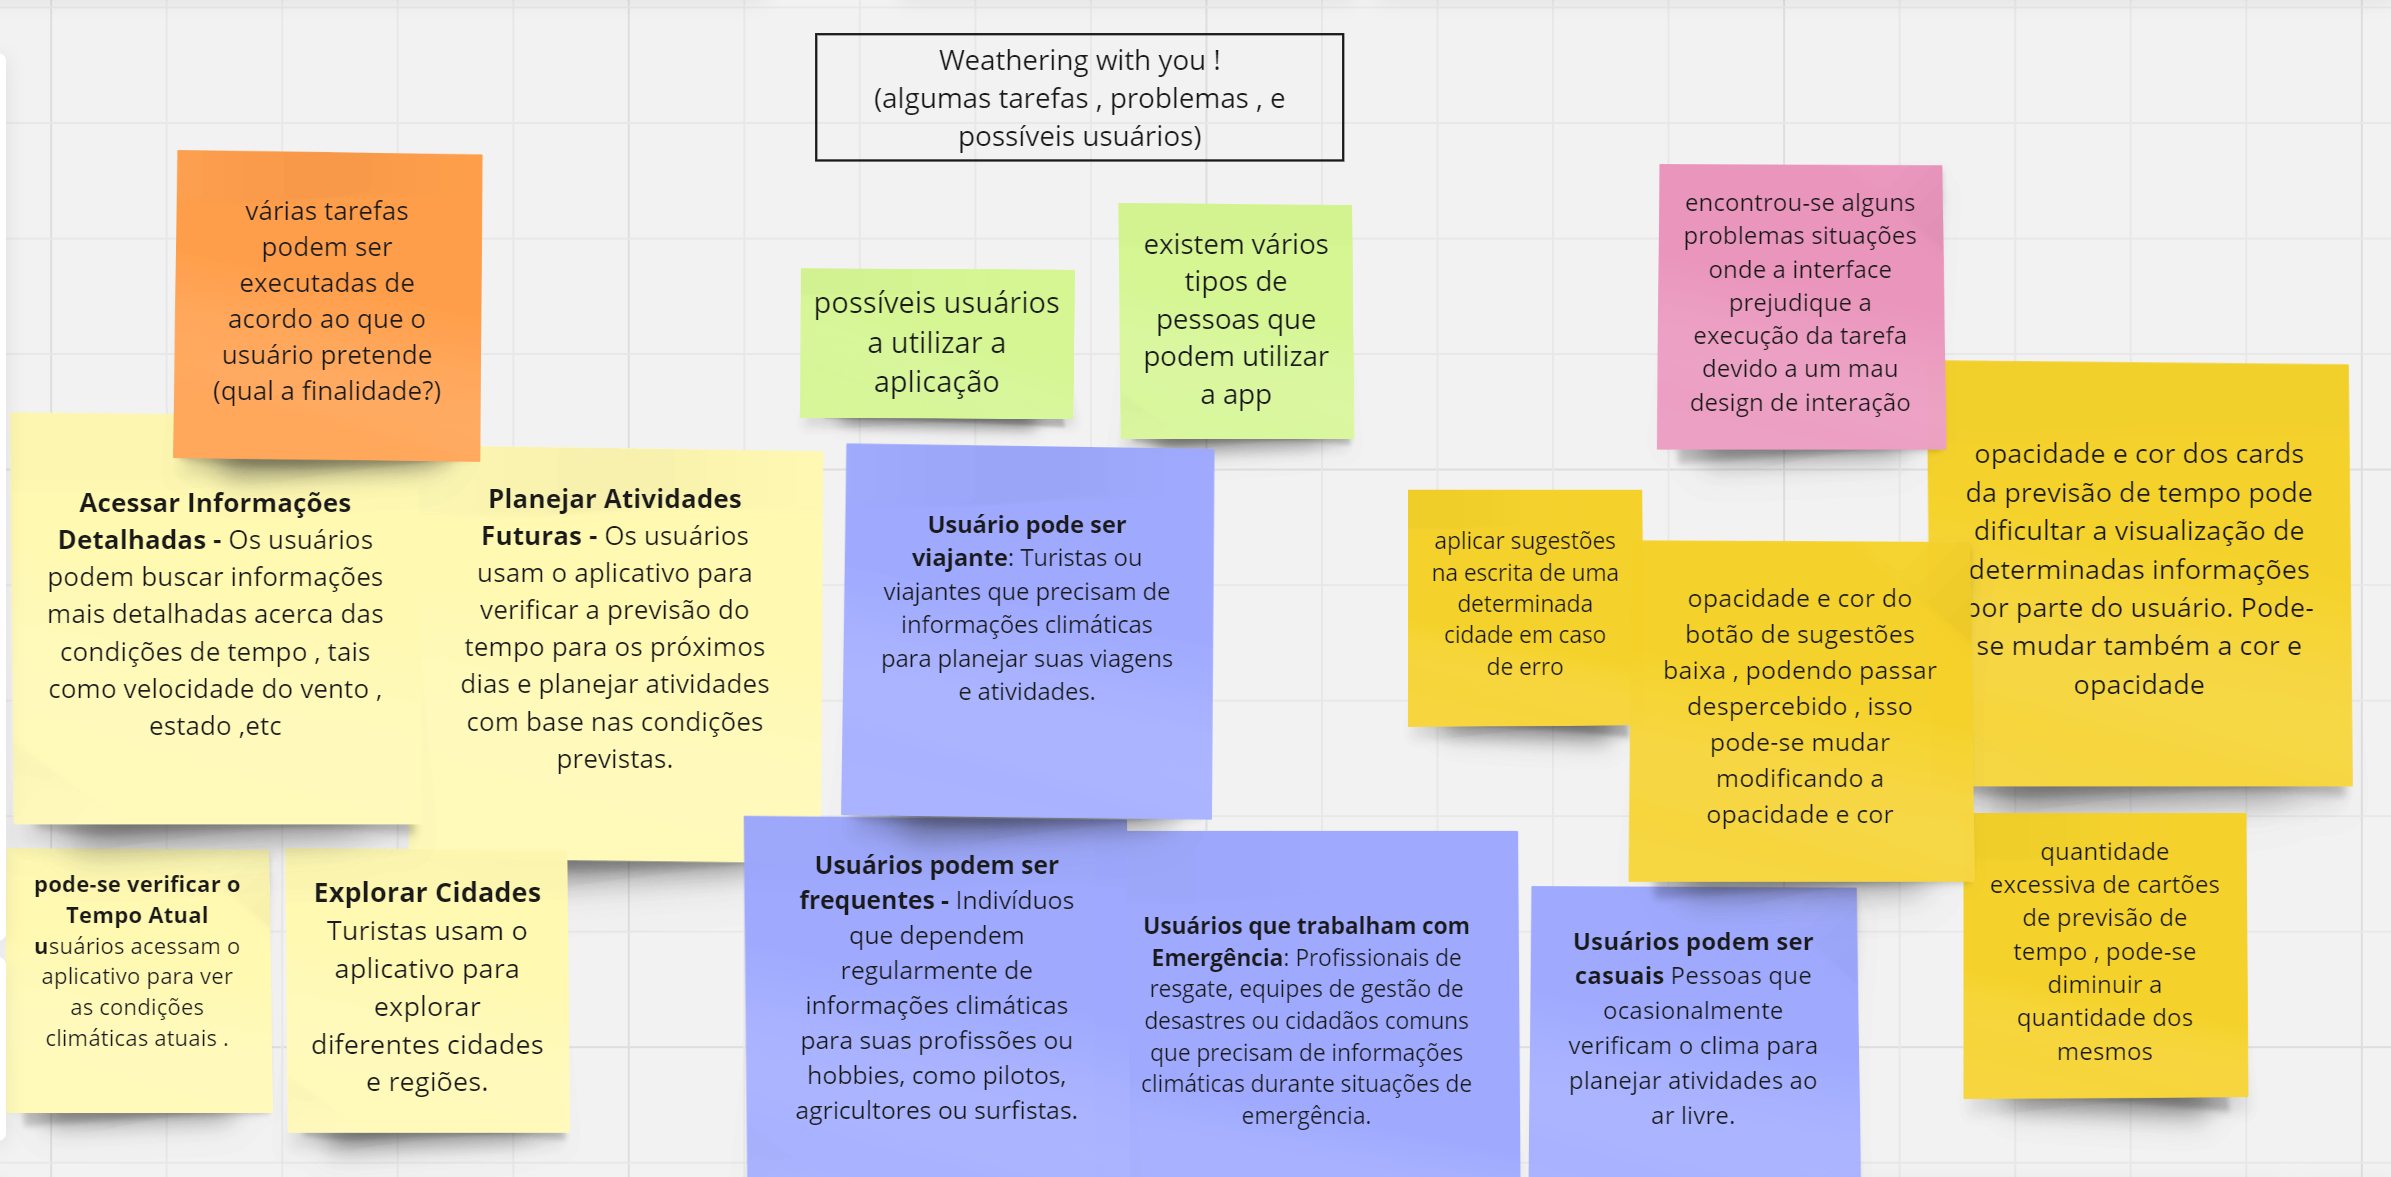 Weathering with you !
(algumas tarefas , problemas , e
possíveis usuários)
várias tarefas
podem ser
executadas de
acordo ao que o
usuário pretende
(qual a finalidade?)
Acessar Informações
Detalhadas - Os usuários
podem buscar informações
mais detalhadas acerca das
condições de tempo , tais
como velocidade do vento ,
estado ,etc
Planejar Atividades
Futuras - Os usuários
usam o aplicativo para
verificar a previsão do
tempo para os próximos
dias e planejar atividades
com base nas condições
previstas.
pode-se verificar o
Tempo Atual
usuários acessam o
aplicativo para ver
as condições
climáticas atuais .
Explorar Cidades
Turistas usam o
aplicativo para
explorar
diferentes cidades
e regiões.
possíveis usuários
a utilizar a
aplicação
existem vários
tipos de
pessoas que
podem utilizar
a app
Usuário pode ser
viajante: Turistas ou
viajantes que precisam de
informações climáticas
para planejar suas viagens
e atividades.
Usuários podem ser
frequentes - Indivíduos
que dependem
regularmente de
informações climáticas
para suas profissões ou
hobbies, como pilotos,
agricultores ou surfistas.
Usuários que trabalham com
Emergência: Profissionais de
resgate, equipes de gestão de
desastres ou cidadãos comuns
que precisam de informações
climáticas durante situações de
emergência.
Usuários podem ser
casuais Pessoas que
ocasionalmente
verificam o clima para
planejar atividades ao
ar livre.
encontrou-se alguns
problemas situações
onde a interface
prejudique a
execução da tarefa
devido a um mau
design de interação
aplicar sugestões
na escrita de uma
determinada
cidade em caso
de erro
opacidade e cor do
botão de sugestões
baixa , podendo passar
despercebido , isso
pode-se mudar
modificando a
opacidade e cor
opacidade e cor dos cards
da previsão de tempo pode
dificultar a visualização de
determinadas informações
por parte do usuário. Pode-
se mudar também a cor e
opacidade
quantidade
excessiva de cartões
de previsão de
tempo , pode-se
diminuir a
quantidade dos
mesmos